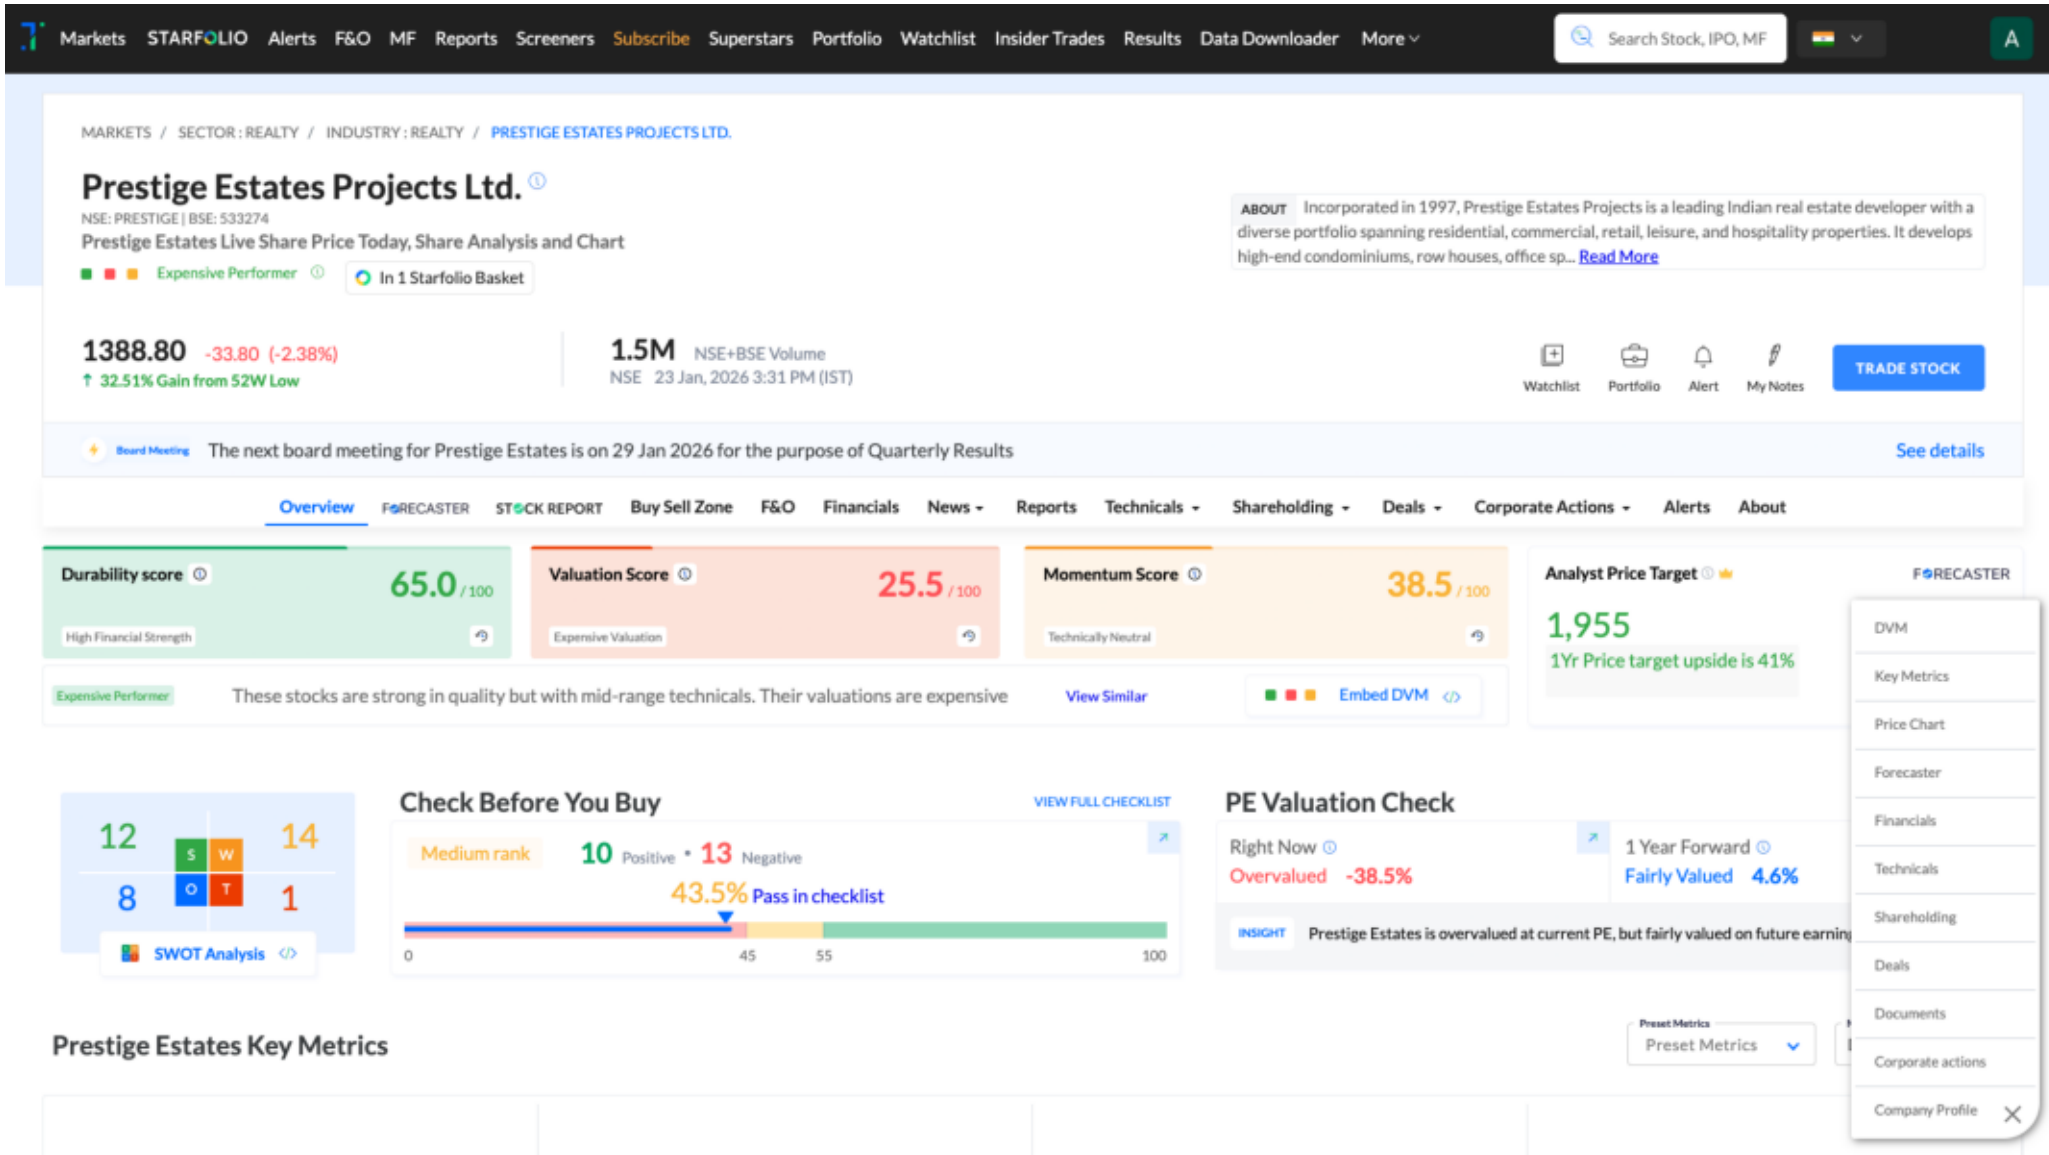 Markets STARFOLIO Alerts F&O MF Reports Screeners Subscribe Superstars Portfolio Watchlist Insider Trades Results Data Downloader More Search Stock, IPO, MF A
MARKETS / SECTOR : REALTY / INDUSTRY : REALTY / PRESTIGE ESTATES PROJECTS LTD.
Prestige Estates Projects Ltd.
NSE: PRESTIGE | BSE: 533274
Prestige Estates Live Share Price Today, Share Analysis and Chart
Expensive Performer In 1 Starfolio Basket
ABOUT Incorporated in 1997, Prestige Estates Projects is a leading Indian real estate developer with a
diverse portfolio spanning residential, commercial, retail, leisure, and hospitality properties. It develops
high-end condominiums, row houses, office sp... Read More
1388.80 -33.80 (-2.38%)
↑ 32.51% Gain from 52W Low
1.5M NSE+BSE Volume
NSE 23 Jan, 2026 3:31 PM (IST)
Watchlist Portfolio Alert My Notes TRADE STOCK
Board Meeting The next board meeting for Prestige Estates is on 29 Jan 2026 for the purpose of Quarterly Results See details
Overview FORECASTER STOCK REPORT Buy Sell Zone F&O Financials News Reports Technicals Shareholding Deals Corporate Actions Alerts About
Durability score 65.0 / 100
High Financial Strength
Valuation Score 25.5 / 100
Expensive Valuation
Momentum Score 38.5 / 100
Technically Neutral
Analyst Price Target FORECASTER
1,955
1Yr Price target upside is 41%
Expensive Performer These stocks are strong in quality but with mid-range technicals. Their valuations are expensive View Similar Embed DVM </>
12 S W 14
8 O T 1
SWOT Analysis </>
Check Before You Buy VIEW FULL CHECKLIST
Medium rank 10 Positive • 13 Negative
43.5% Pass in checklist
0 45 55 100
PE Valuation Check
Right Now 1 Year Forward
Overvalued -38.5% Fairly Valued 4.6%
INSIGHT Prestige Estates is overvalued at current PE, but fairly valued on future
Prestige Estates Key Metrics
Preset Metrics
Preset Metrics
DVM
Key Metrics
Price Chart
Forecaster
Financials
Technicals
Shareholding
Deals
Documents
Corporate actions
Company Profile